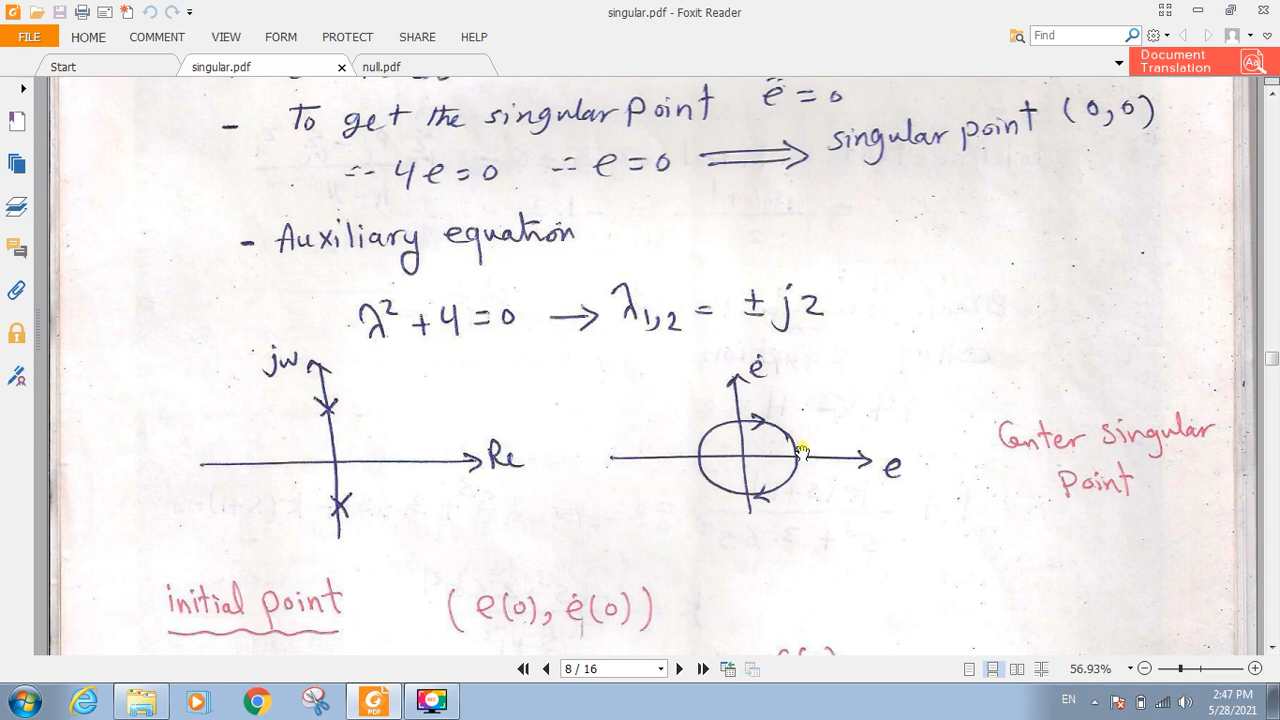 singular.pdf - Foxit Reader
FILE HOME COMMENT VIEW FORM PROTECT SHARE HELP
Find
Start singular.pdf null.pdf
Document Translation
- To get the singular point ë = 0
∴ 4e = 0 ∴ e = 0 ⟹ singular point (0,0)
- Auxiliary equation
λ² + 4 = 0 → λ1,2 = ± j2
jω
Re
ė
e
Center singular
point
initial point (e(0), ė(0))
8 / 16
56.93%
EN
2:47 PM
5/28/2021